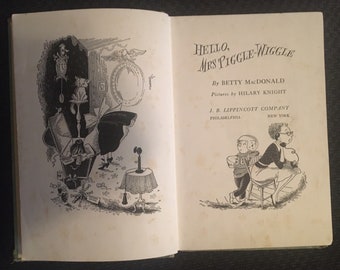 HELLO,
MRS. PIGGLE-WIGGLE
By BETTY MacDONALD
Pictures by HILARY KNIGHT
J. B. LIPPINCOTT COMPANY
PHILADELPHIA NEW YORK